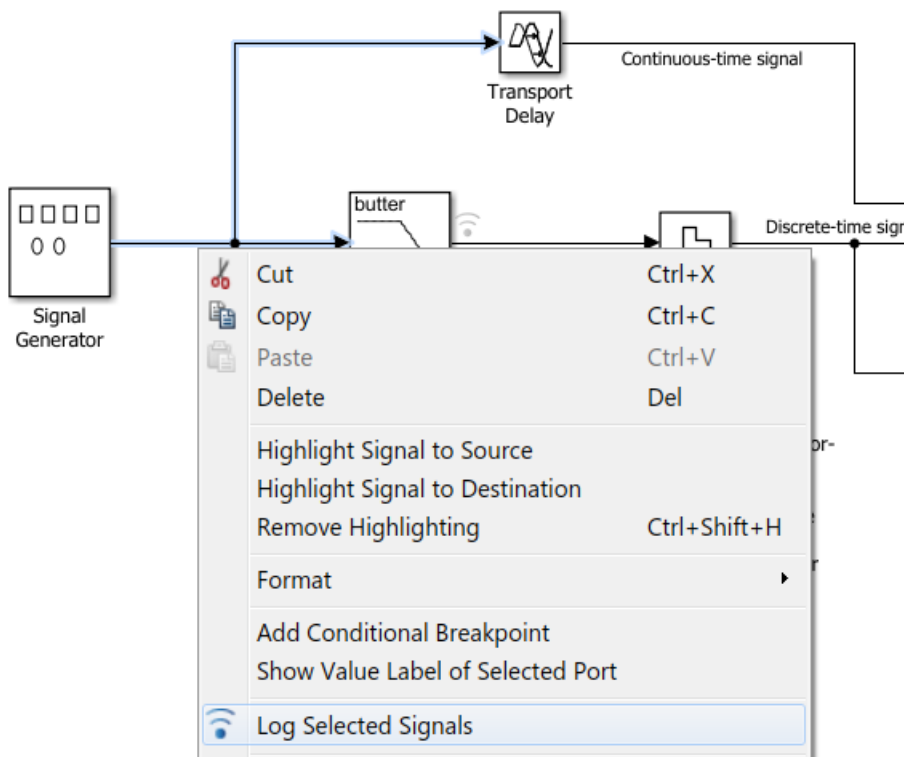 Continuous-time signal
Transport
Delay
butter
Discrete-time sign
Signal
Generator
Cut Ctrl+X
Copy Ctrl+C
Paste Ctrl+V
Delete Del
or-
Highlight Signal to Source
Highlight Signal to Destination
Remove Highlighting Ctrl+Shift+H
Format
Add Conditional Breakpoint
Show Value Label of Selected Port
Log Selected Signals